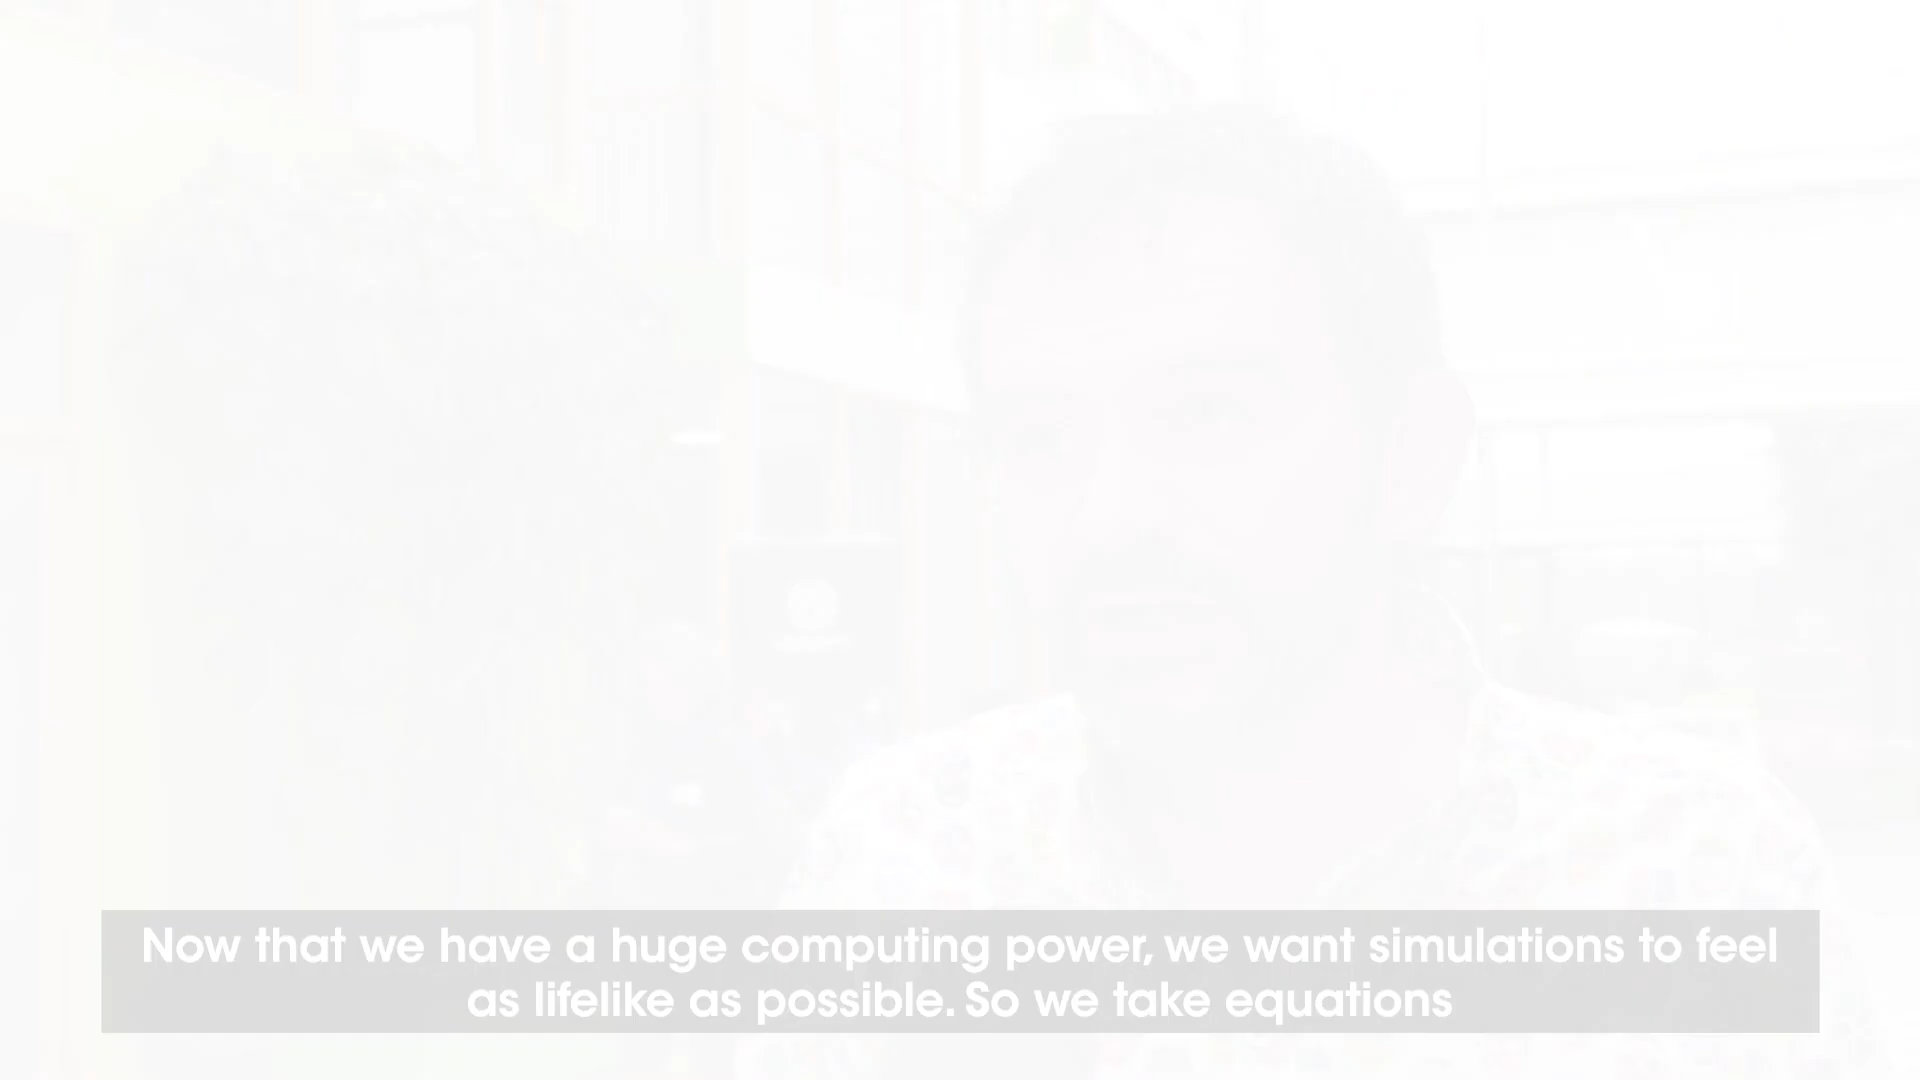 Now that we have a huge computing power, we want simulations to feel
as lifelike as possible. So we take equations